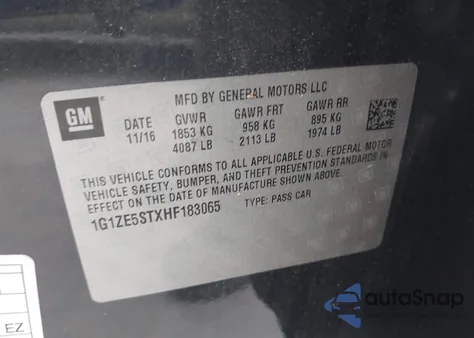 MFD BY GENERAL MOTORS LLC
GM
DATE GVWR GAWR FRT GAWR RR
11/16 1853 KG 958 KG 895 KG
4087 LB 2113 LB 1974 LB
THIS VEHICLE CONFORMS TO ALL APPLICABLE U.S. FEDERAL MOTOR
VEHICLE SAFETY, BUMPER, AND THEFT PREVENTION STANDARDS IN
EFFECT ON THE DATE OF MANUFACTURE SHOWN ABOVE.
1G1ZE5STXHF183065 TYPE: PASS CAR
EZ
autoSnap